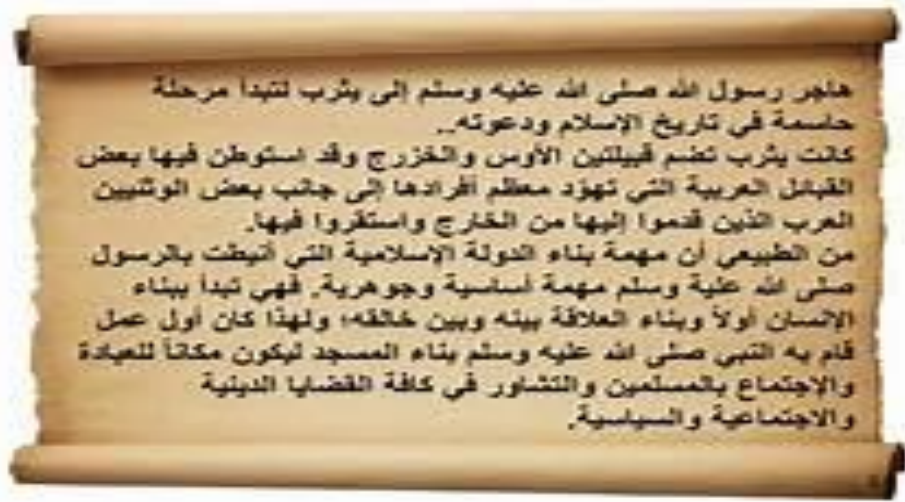 هاجر رسول الله صلى الله عليه وسلم إلى يثرب لتبدأ مرحلة
حاسمة في تاريخ الإسلام ودعوته..
كانت يثرب تضم قبيلتين الأوس والخزرج وقد استوطن فيها بعض
القبائل العربية التي تهوّد معظم أفرادها إلى جانب بعض الوثنيين
العرب الذين قدموا إليها من الخارج واستقروا فيها.
من الطبيعي أن مهمة بناء الدولة الإسلامية التي أنيطت بالرسول
صلى الله علية وسلم مهمة أساسية وجوهرية. فهي تبدأ ببناء
الإنسان أولاً وبناء العلاقة بينه وبين خالقه؛ ولهذا كان أول عمل
قام به النبي صلى الله عليه وسلم بناء المسجد ليكون مكاناً للعبادة
والاجتماع بالمسلمين والتشاور في كافة القضايا الدينية
والاجتماعية والسياسية.